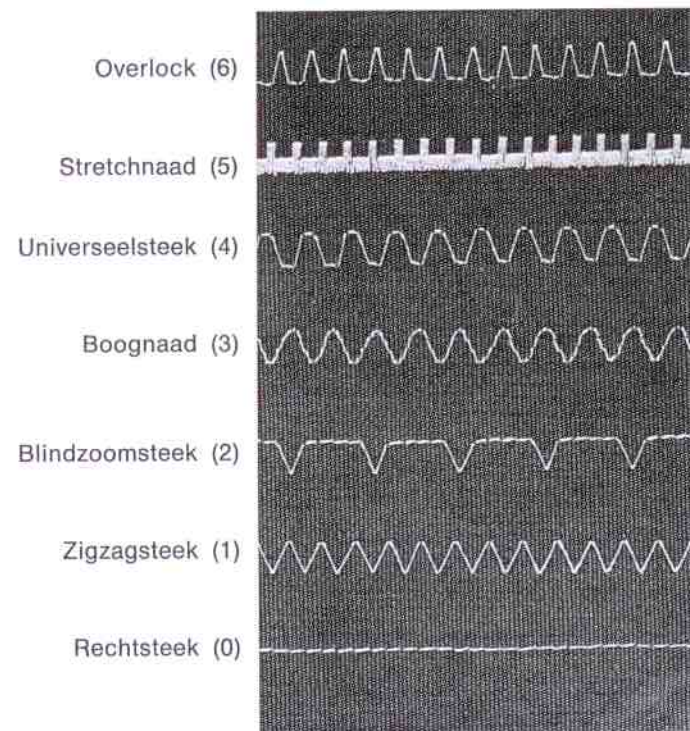 Overlock (6)
Stretchnaad (5)
Universeelsteek (4)
Boognaad (3)
Blindzoomsteek (2)
Zigzagsteek (1)
Rechtsteek (0)